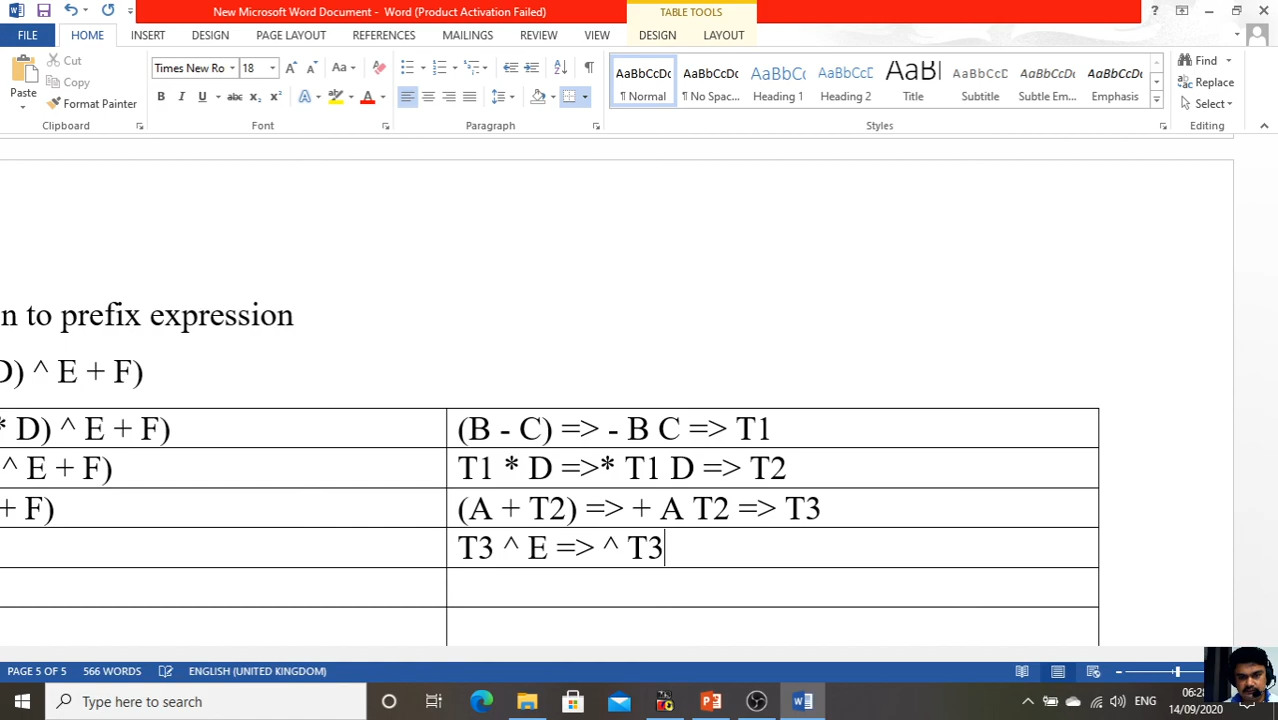 New Microsoft Word Document - Word (Product Activation Failed)
TABLE TOOLS
FILE HOME INSERT DESIGN PAGE LAYOUT REFERENCES MAILINGS REVIEW VIEW DESIGN LAYOUT
Paste
Cut
Copy
Format Painter
Clipboard
Times New Ro 18
Font
Paragraph
AaBbCcDc
¶ Normal
AaBbCcDc
¶ No Spac...
AaBbCc
Heading 1
AaBbCcC
Heading 2
AaBl
Title
AaBbCcD
Subtitle
AaBbCcDc
Subtle Em...
AaBbCcDc
Emphasis
Styles
Find
Replace
Select
Editing
n to prefix expression
D) ^ E + F)
* D) ^ E + F) (B - C) => - B C => T1
^ E + F) T1 * D =>* T1 D => T2
+ F) (A + T2) => + A T2 => T3
T3 ^ E => ^ T3
PAGE 5 OF 5 566 WORDS ENGLISH (UNITED KINGDOM)
Type here to search
ENG
14/09/2020